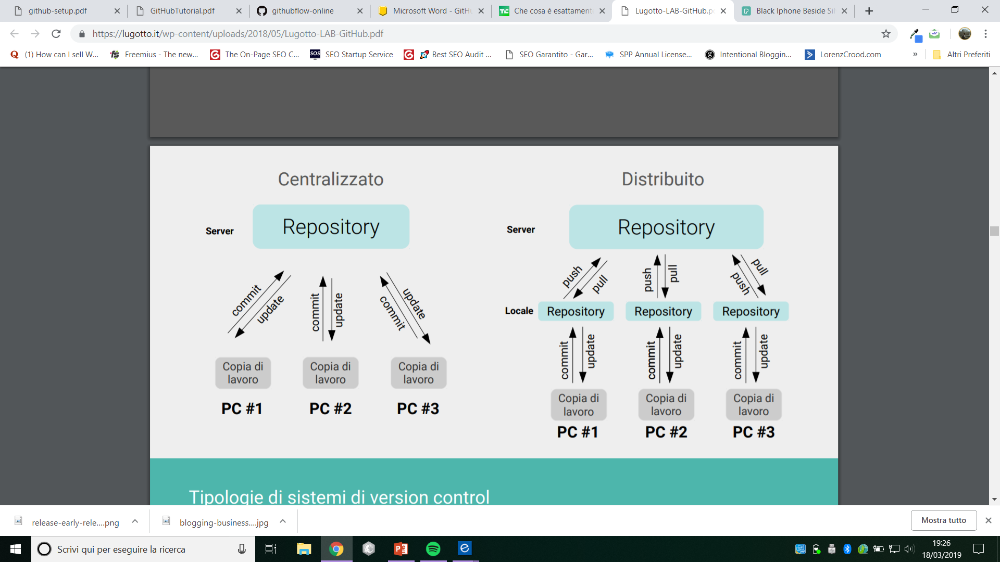 github-setup.pdf
GitHubTutorial.pdf
githubflow-online
Microsoft Word - GitHu
Che cosa è esattament
Lugotto-LAB-GitHub.p
Black Iphone Beside Sil
https://lugotto.it/wp-content/uploads/2018/05/Lugotto-LAB-GitHub.pdf
(1) How can I sell W...
Freemius - The new...
The On-Page SEO C...
SOS
SEO Startup Service
Best SEO Audit ...
SEO Garantito - Gar...
SPP Annual License...
Intentional Bloggin...
LorenzCrood.com
»
Altri Preferiti
Centralizzato
Server
Repository
commit
update
commit
update
update
commit
Copia di
lavoro
Copia di
lavoro
Copia di
lavoro
PC #1
PC #2
PC #3
Distribuito
Server
Repository
push
pull
push
pull
pull
push
Locale
Repository
Repository
Repository
commit
update
commit
update
commit
update
Copia di
lavoro
Copia di
lavoro
Copia di
lavoro
PC #1
PC #2
PC #3
Tipologie di sistemi di version control
release-early-rele....png
blogging-business....jpg
Mostra tutto
Scrivi qui per eseguire la ricerca
19:26
18/03/2019